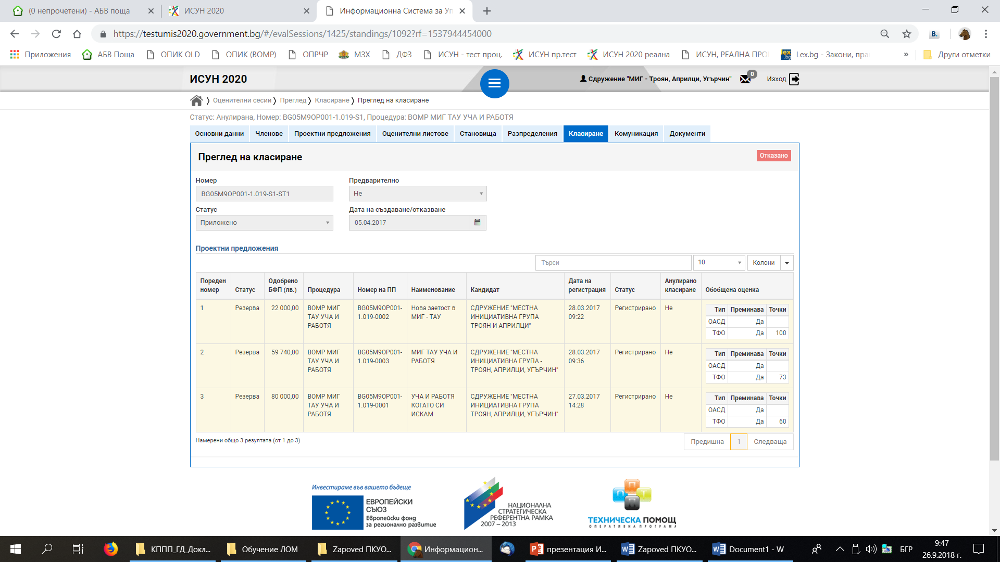 (0 непрочетени) - АБВ поща
ИСУН 2020
Информационна Система за Уп
https://testumis2020.government.bg/#/evalSessions/1425/standings/1092?rf=1537944454000
B.
Приложения АБВ Поща ОПИК OLD ОПИК (ВОМР) ОПРЧР МЗХ ДФЗ ИСУН - тест проц. ИСУН пр.тест ИСУН 2020 реална ИСУН, РЕАЛНА ПРО Lex.bg - Закони, пра » Други отметки
ИСУН 2020
Сдружение "МИГ - Троян, Априлци, Угърчин" 0 Изход
Оценителни сесии Преглед Класиране Преглед на класиране
Статус: Анулирана, Номер: BG05M9OP001-1.019-S1, Процедура: ВОМР МИГ ТАУ УЧА И РАБОТЯ
Основни данни Членове Проектни предложения Оценителни листове Становища Разпределения Класиране Комуникация Документи
Преглед на класиране
Отказано
Номер
BG05M9OP001-1.019-S1-ST1
Предварително
Не
Статус
Приложено
Дата на създаване/отказване
05.04.2017
Проектни предложения
Търси 10 Колони
Пореден номер Статус Одобрено БФП (лв.) Процедура Номер на ПП Наименование Кандидат Дата на регистрация Статус Анулирано класиране Обобщена оценка
1 Резерва 22 000,00 ВОМР МИГ ТАУ УЧА И РАБОТЯ BG05M9OP001-1.019-0002 Нова заетост в МИГ - ТАУ СДРУЖЕНИЕ "МЕСТНА ИНИЦИАТИВНА ГРУПА ТРОЯН И АПРИЛЦИ" 28.03.2017 09:22 Регистрирано Не
Тип Преминава Точки
ОАСД Да
ТФО Да 100
2 Резерва 59 740,00 ВОМР МИГ ТАУ УЧА И РАБОТЯ BG05M9OP001-1.019-0003 МИГ ТАУ УЧА И РАБОТЯ СДРУЖЕНИЕ "МЕСТНА ИНИЦИАТИВНА ГРУПА - ТРОЯН, АПРИЛЦИ, УГЪРЧИН" 28.03.2017 09:36 Регистрирано Не
Тип Преминава Точки
ОАСД Да
ТФО Да 73
3 Резерва 80 000,00 ВОМР МИГ ТАУ УЧА И РАБОТЯ BG05M9OP001-1.019-0001 УЧА И РАБОТЯ КОГАТО СИ ИСКАМ СДРУЖЕНИЕ "МЕСТНА ИНИЦИАТИВНА ГРУПА ТРОЯН, АПРИЛЦИ, УГЪРЧИН" 27.03.2017 14:28 Регистрирано Не
Тип Преминава Точки
ОАСД Да
ТФО Да 60
Намерени общо 3 резултата (от 1 до 3)
Предишна 1 Следваща
Инвестираме във вашето бъдеще
ЕВРОПЕЙСКИ
СЪЮЗ
Европейски фонд
за регионално развитие
НАЦИОНАЛНА
СТРАТЕГИЧЕСКА
РЕФЕРЕНТНА РАМКА
2007 – 2013
ПТОП
ТЕХНИЧЕСКА ПОМОЩ
ОПЕРАТИВНА ПРОГРАМА
КППП_ГД_Докл... Обучение ЛОМ Zapoved ПКУО... Информацион... презентация И... Zapoved ПКУО... Document1 - W БГР
9:47
26.9.2018 г.